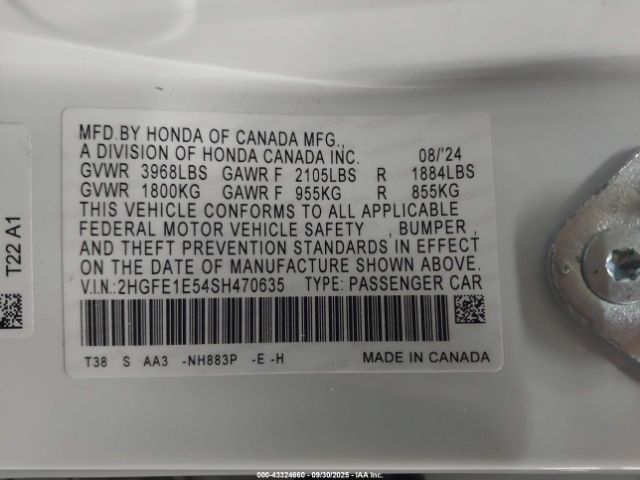 T22 A1
MFD.BY HONDA OF CANADA MFG.,
A DIVISION OF HONDA CANADA INC. 08/'24
GVWR 3968LBS GAWR F 2105LBS R 1884LBS
GVWR 1800KG GAWR F 955KG R 855KG
THIS VEHICLE CONFORMS TO ALL APPLICABLE
FEDERAL MOTOR VEHICLE SAFETY, BUMPER,
AND THEFT PREVENTION STANDARDS IN EFFECT
ON THE DATE OF MANUFACTURE SHOWN ABOVE.
V.I.N.:2HGFE1E54SH470635 TYPE: PASSENGER CAR
T38 S AA3 -NH883P -E -H MADE IN CANADA
000-43324660 - 09/30/2025 - IAA Inc.